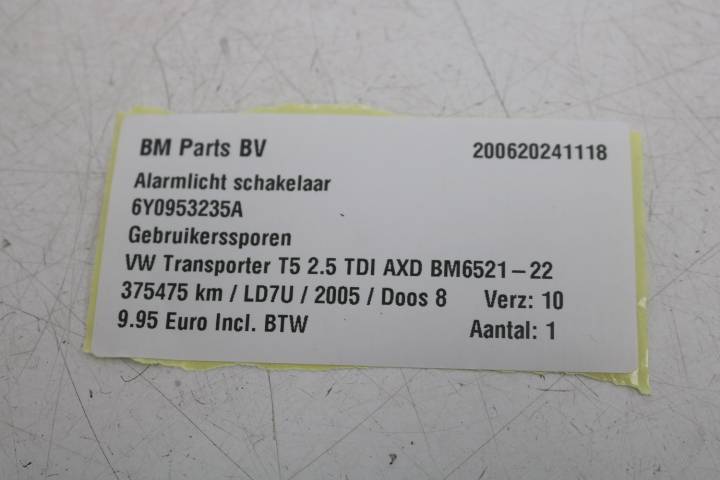 BM Parts BV 200620241118
Alarmlicht schakelaar
6Y0953235A
Gebruikerssporen
VW Transporter T5 2.5 TDI AXD BM6521-22
375475 km / LD7U / 2005 / Doos 8 Verz: 10
9.95 Euro Incl. BTW Aantal: 1